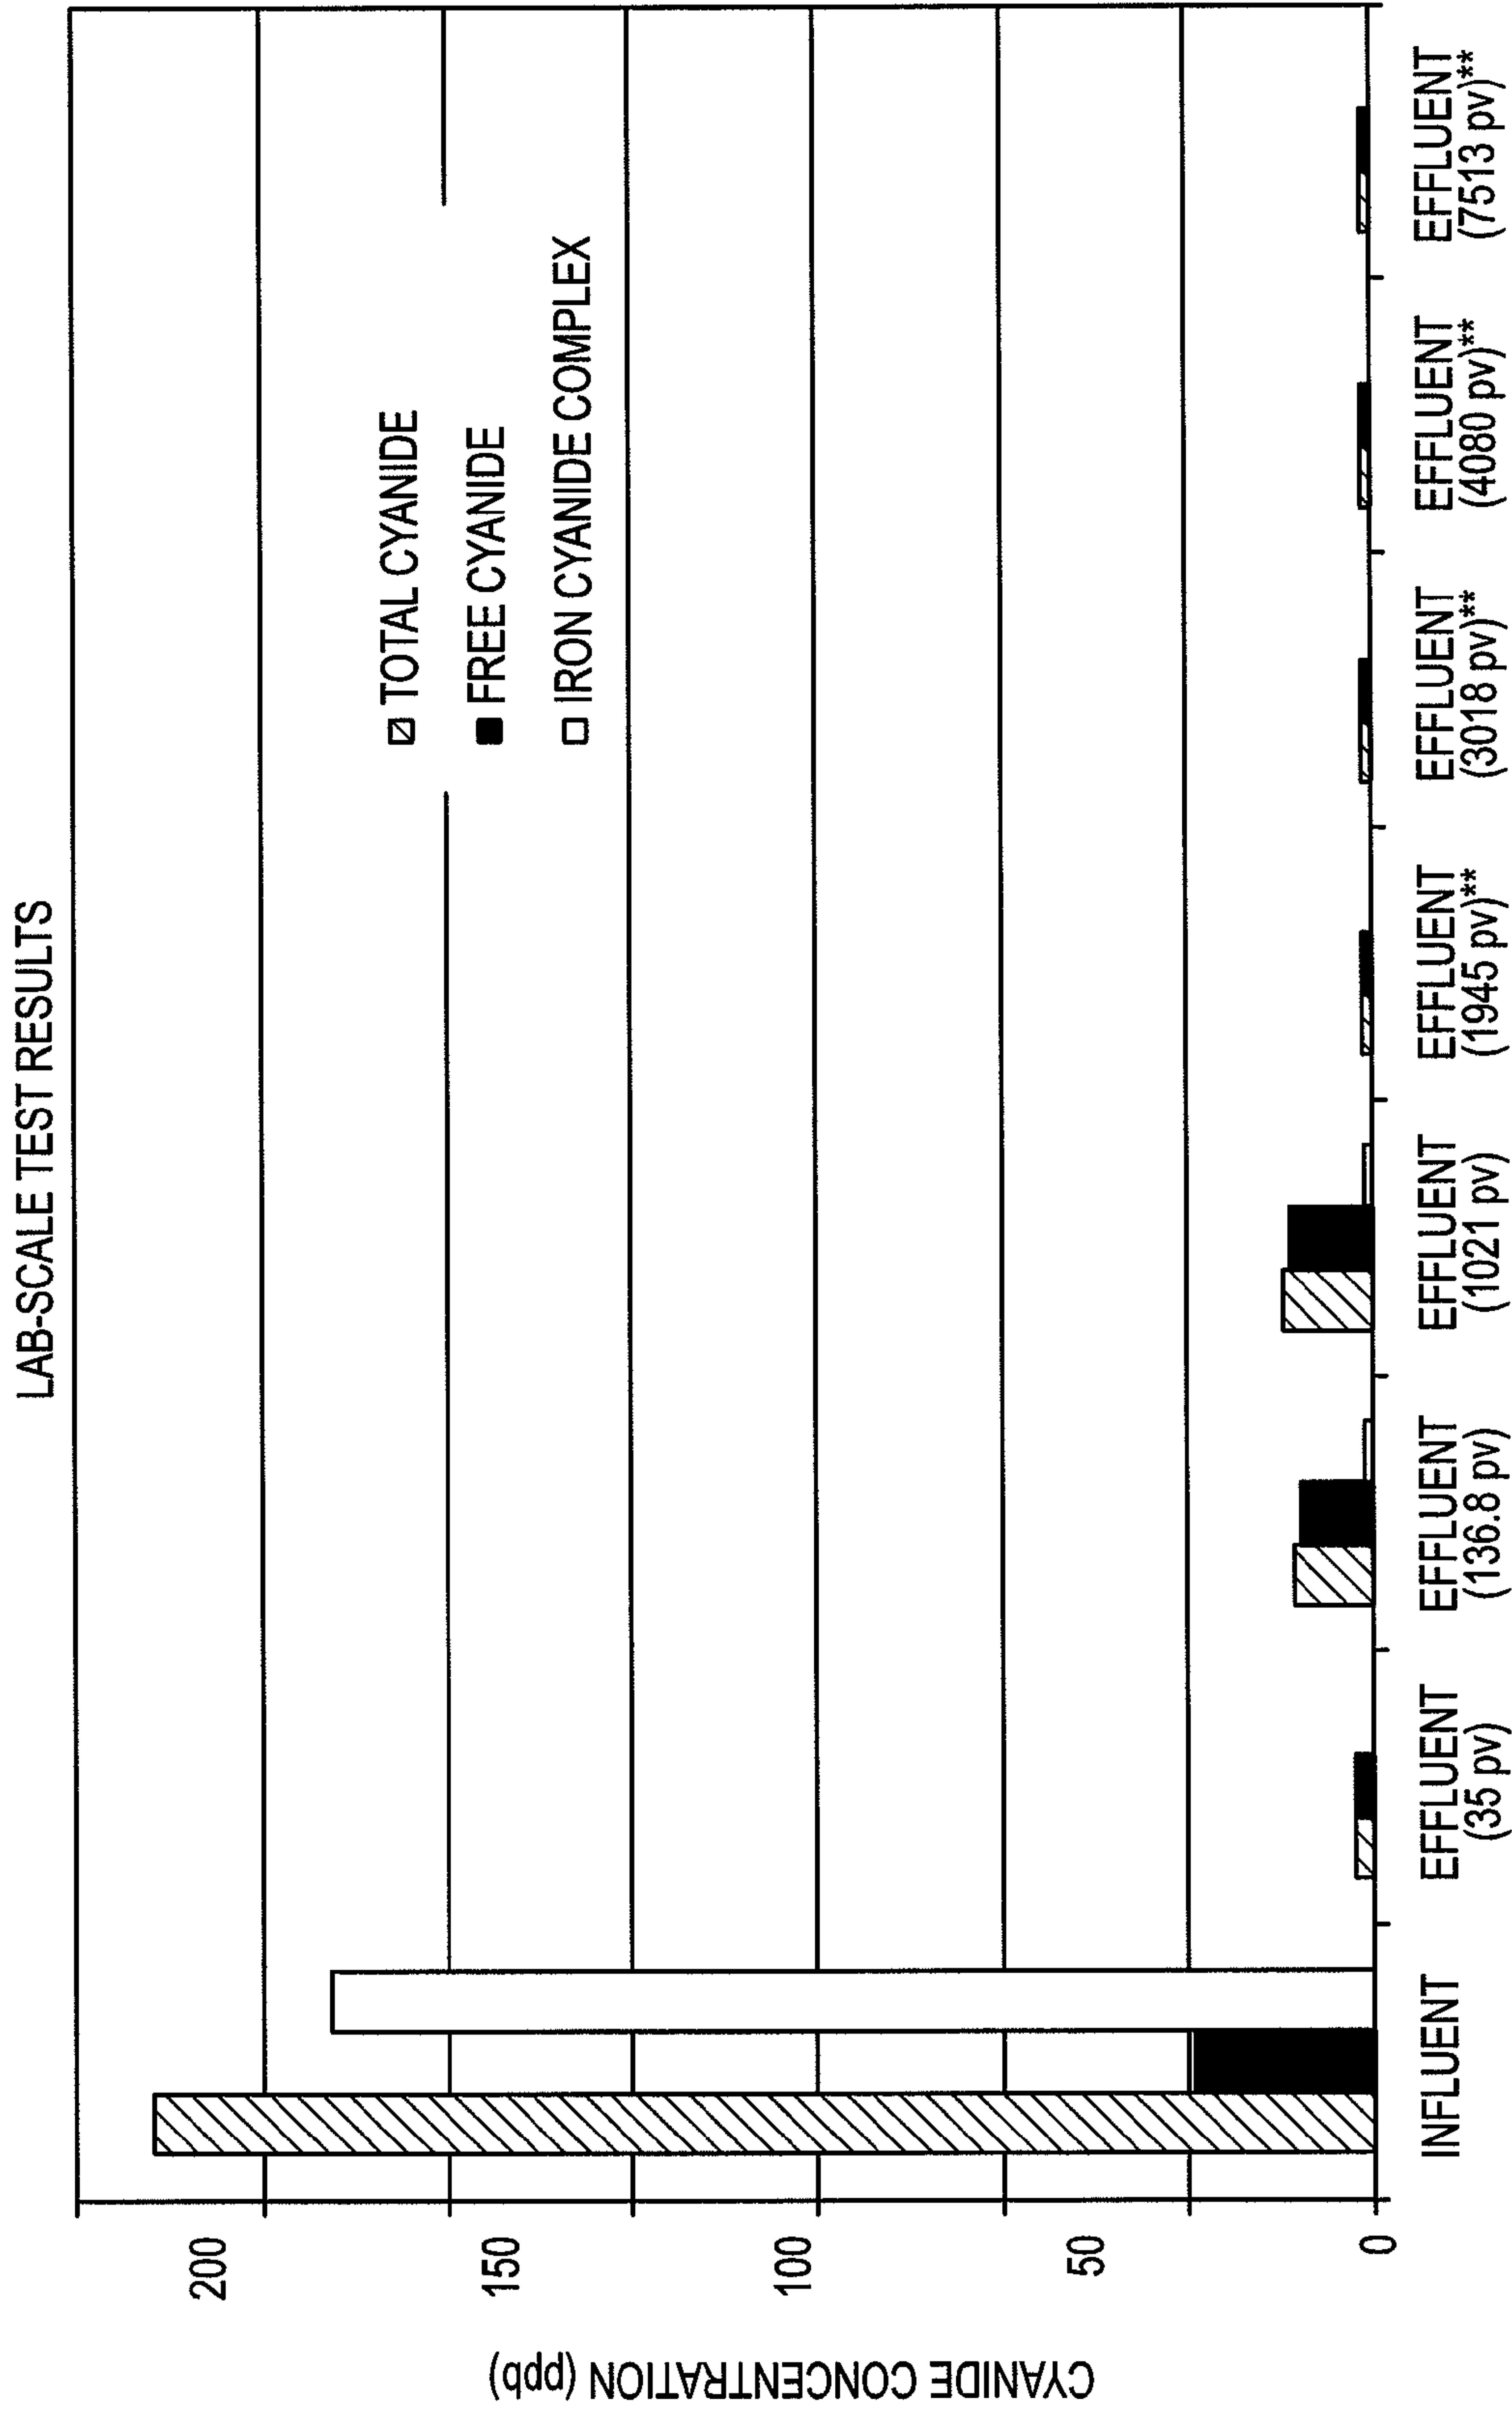 LAB-SCALE TEST RESULTS
TOTAL CYANIDE
FREE CYANIDE
IRON CYANIDE COMPLEX
CYANIDE CONCENTRATION (ppb)
200
150
100
50
0
INFLUENT
EFFLUENT
(35 pv)
EFFLUENT
(136.8 pv)
EFFLUENT
(1021 pv)
EFFLUENT
(1945 pv)**
EFFLUENT
(3018 pv)**
EFFLUENT
(4080 pv)**
EFFLUENT
(7513 pv)**